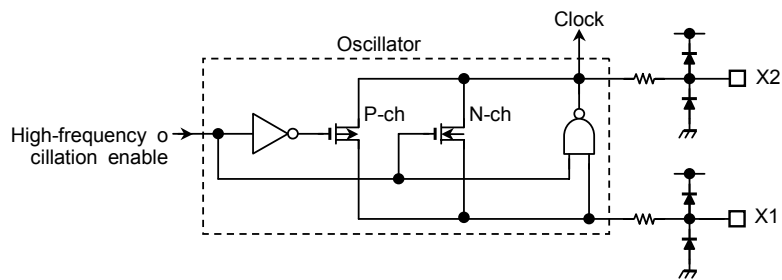 Clock
Oscillator
X2
P-ch
N-ch
High-frequency o
cillation enable
X1